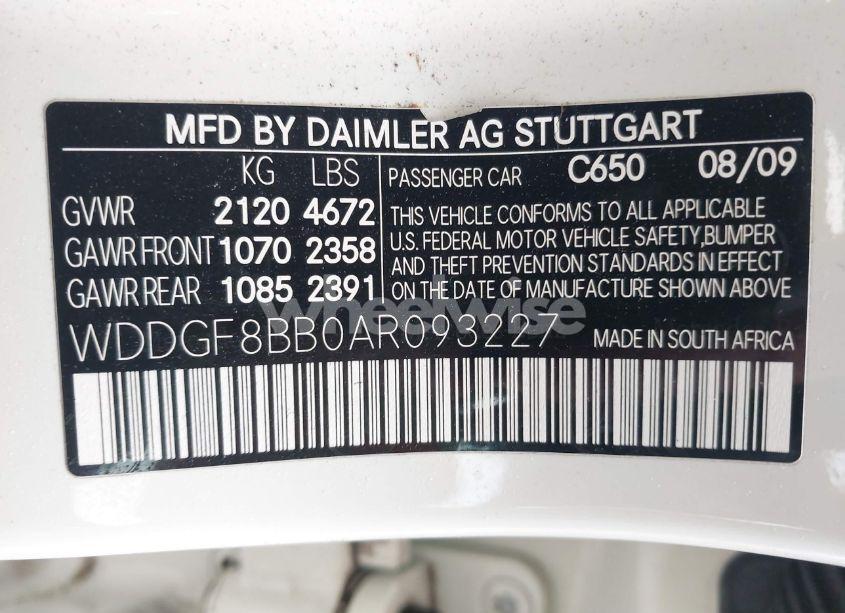 MFD BY DAIMLER AG STUTTGART
KG LBS PASSENGER CAR C650 08/09
GVWR 2120 4672
GAWR FRONT 1070 2358
GAWR REAR 1085 2391
THIS VEHICLE CONFORMS TO ALL APPLICABLE
U.S. FEDERAL MOTOR VEHICLE SAFETY,BUMPER
AND THEFT PREVENTION STANDARDS IN EFFECT
ON THE DATE OF MANUFACTURE SHOWN ABOVE
wheelwise
WDDGF8BB0AR093227 MADE IN SOUTH AFRICA